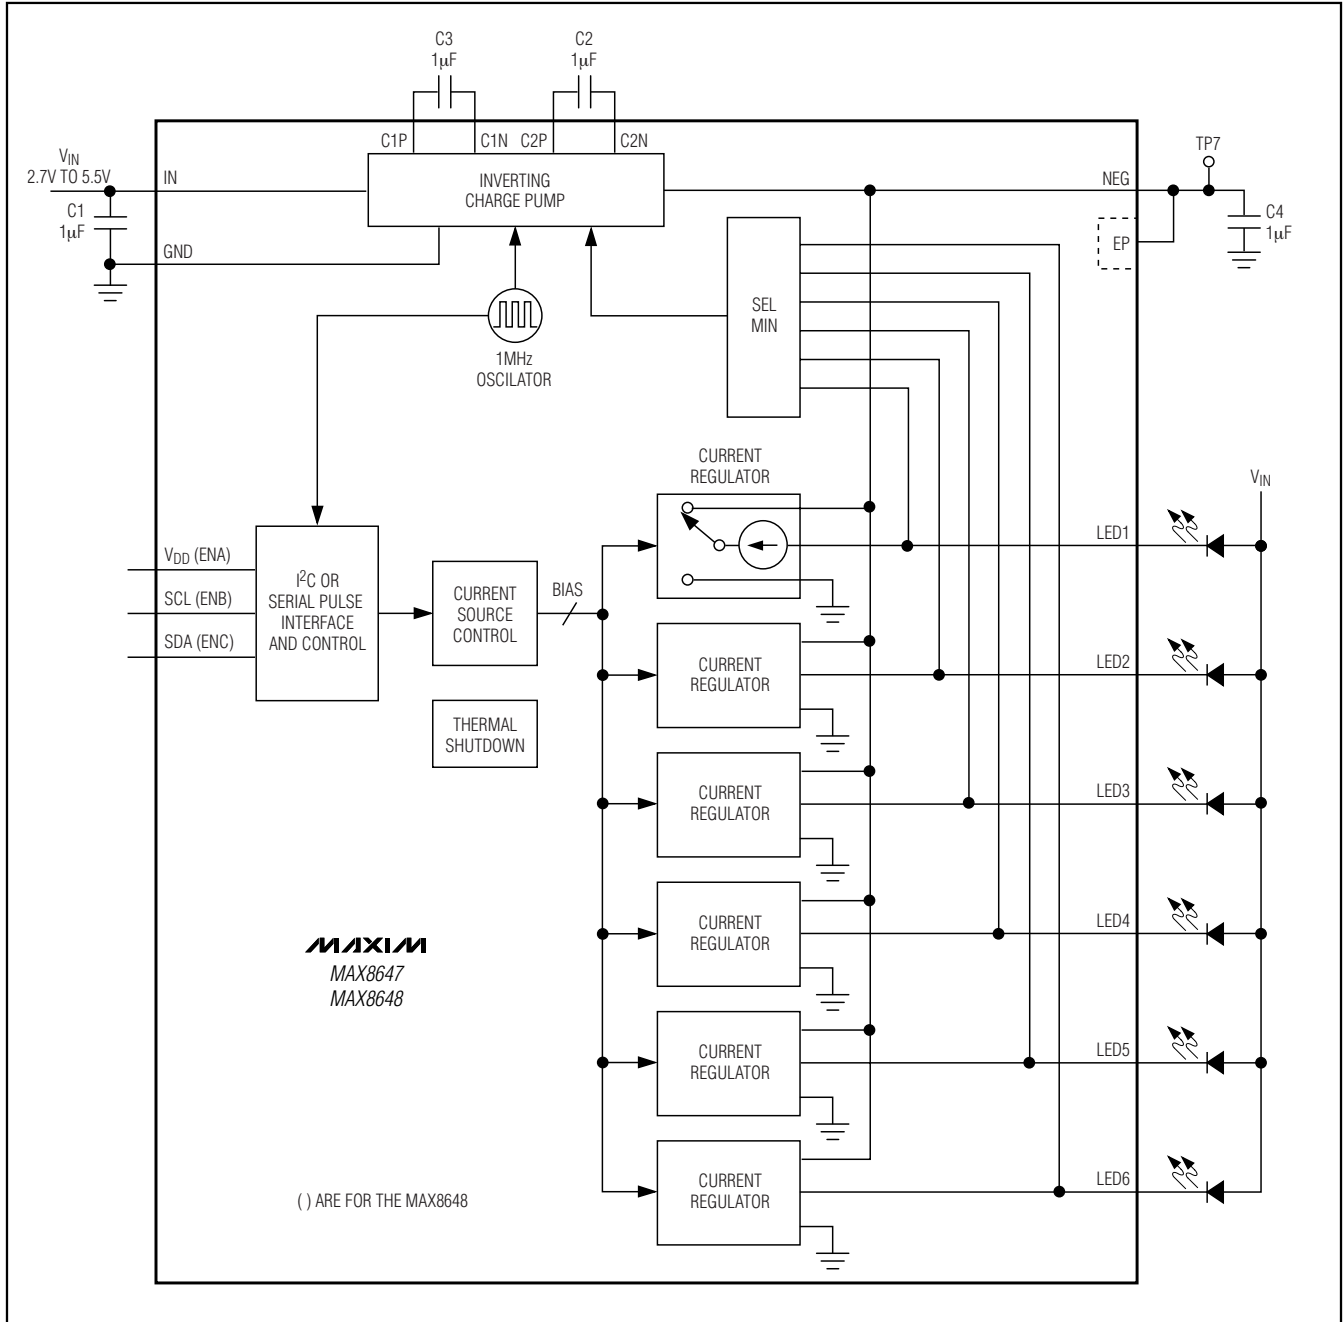 C3
1µF
C2
1µF
C1P
C1N
C2P
C2N
TP7
VIN
2.7V TO 5.5V
IN
INVERTING
CHARGE PUMP
NEG
C1
1µF
C4
1µF
EP
GND
SEL
MIN
1MHz
OSCILATOR
CURRENT
REGULATOR
VIN
LED1
VDD (ENA)
SCL (ENB)
SDA (ENC)
I2C OR
SERIAL PULSE
INTERFACE
AND CONTROL
CURRENT
SOURCE
CONTROL
BIAS
CURRENT
REGULATOR
LED2
THERMAL
SHUTDOWN
CURRENT
REGULATOR
LED3
CURRENT
REGULATOR
LED4
MAXIM
MAX8647
MAX8648
CURRENT
REGULATOR
LED5
CURRENT
REGULATOR
LED6
( ) ARE FOR THE MAX8648